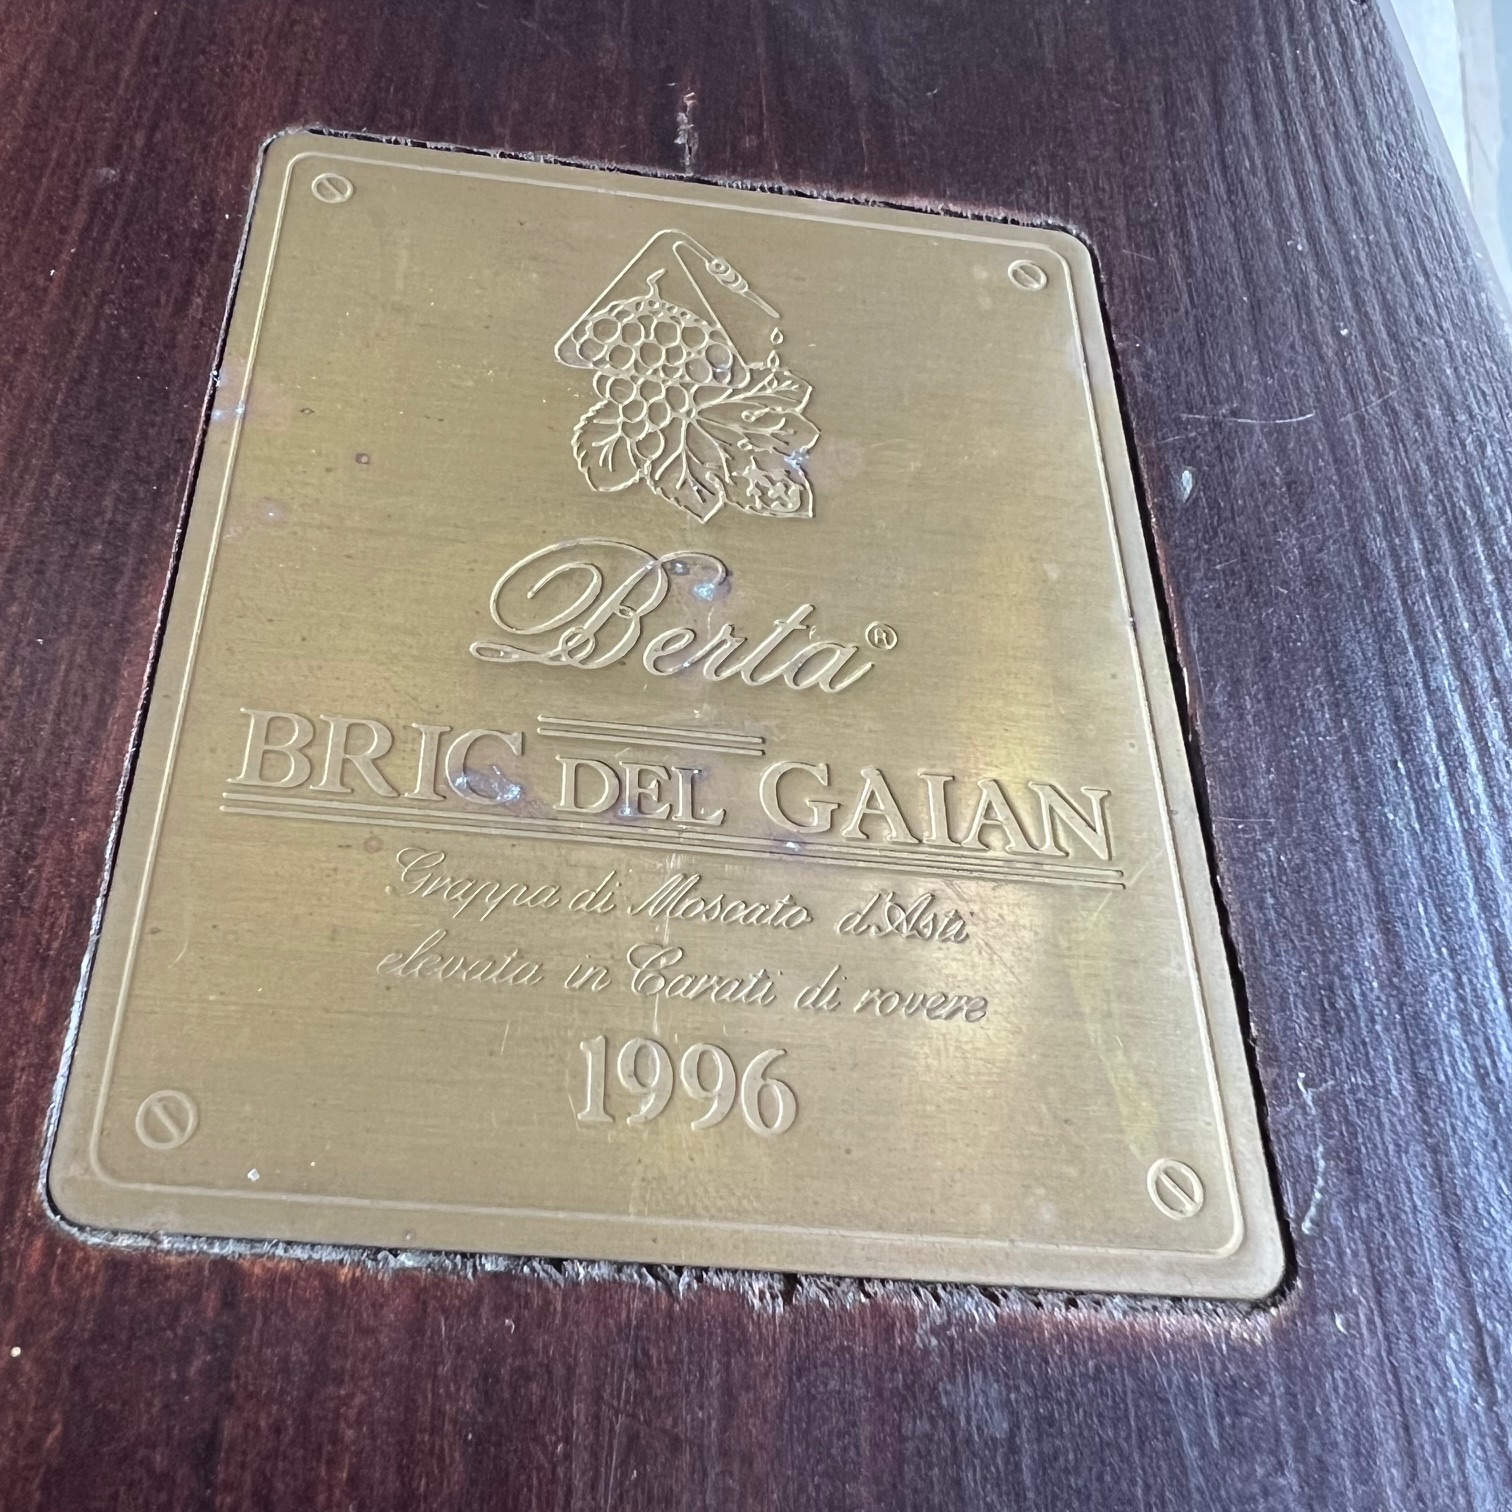 Berta®
BRIC DEL GAIAN
Grappa di Moscato d'Asti
elevata in Carati di rovere
1996